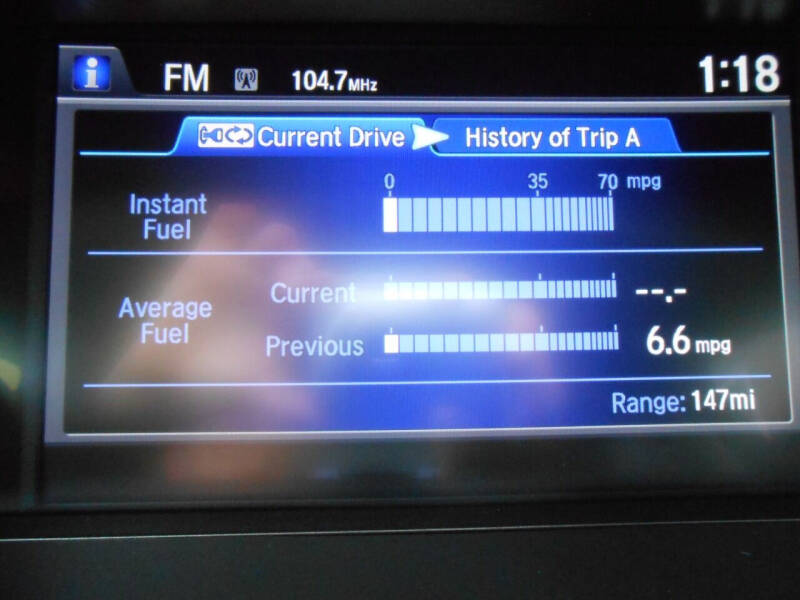 i FM 104.7MHz 1:18
Current Drive History of Trip A
0 35 70 mpg
Instant
Fuel
Average
Fuel
Current --.-
Previous 6.6 mpg
Range: 147mi